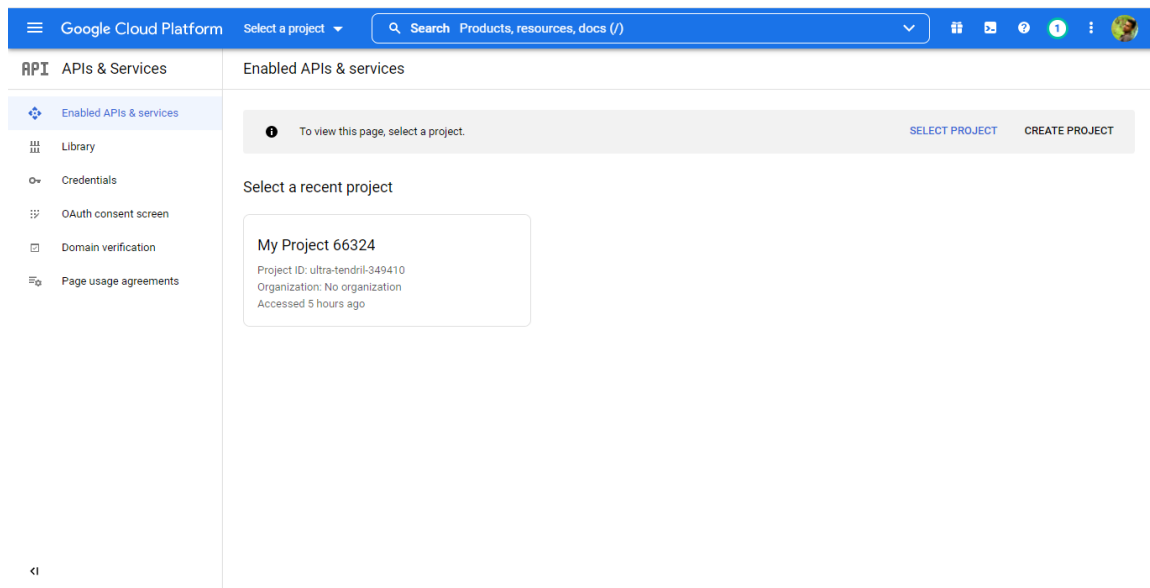 Google Cloud Platform Select a project Search Products, resources, docs (/) 1
API APIs & Services
Enabled APIs & services
Enabled APIs & services
Library
Credentials
OAuth consent screen
Domain verification
Page usage agreements
To view this page, select a project. SELECT PROJECT CREATE PROJECT
Select a recent project
My Project 66324
Project ID: ultra-tendril-349410
Organization: No organization
Accessed 5 hours ago